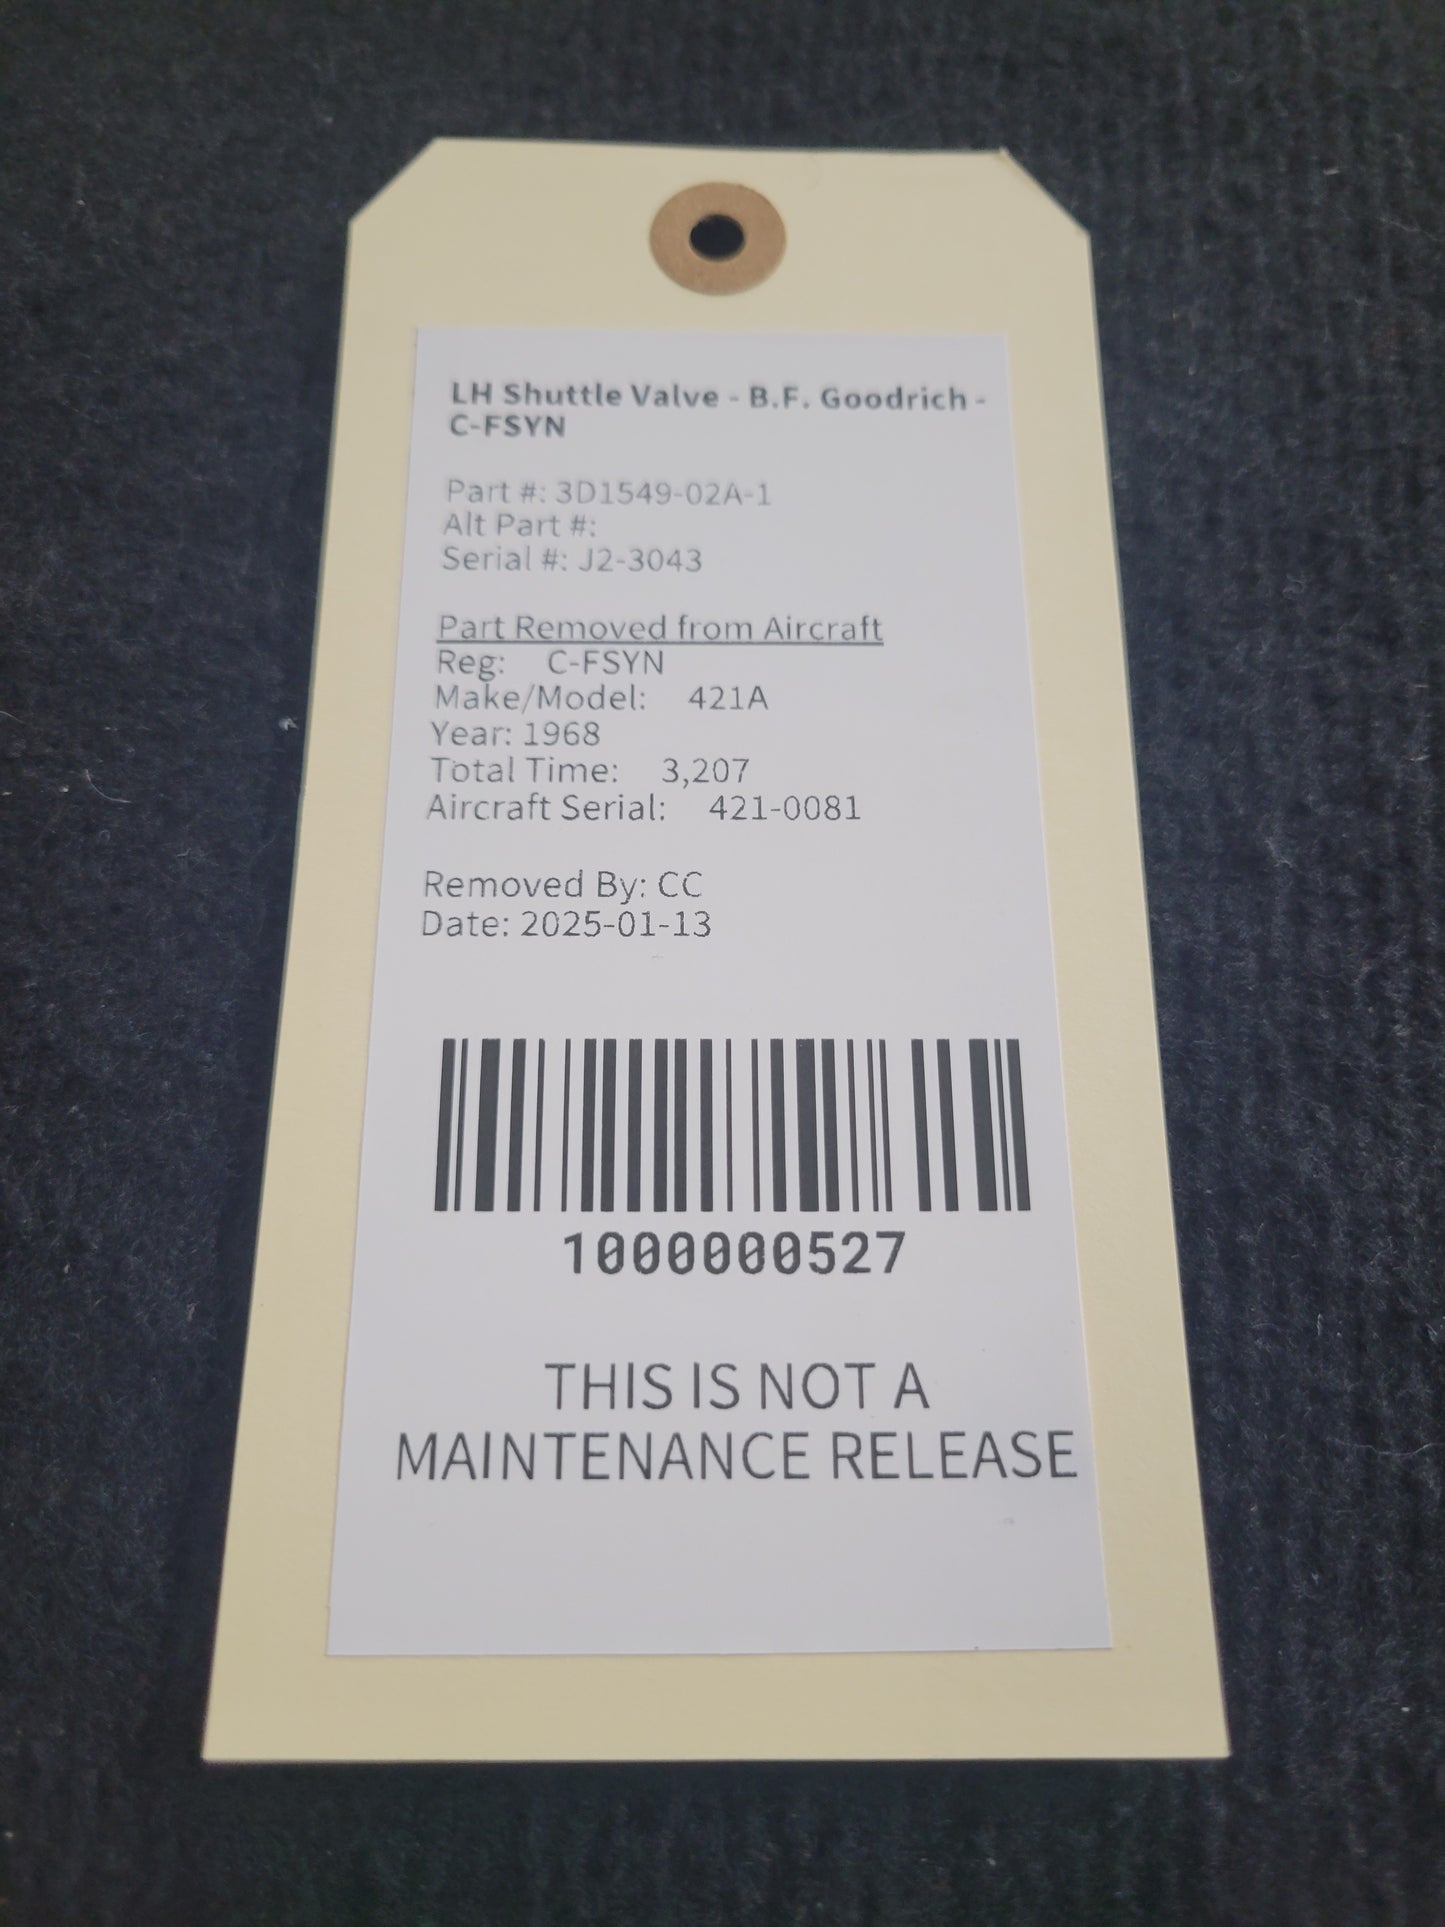 LH Shuttle Valve - B.F. Goodrich -
C-FSYN
Part #: 3D1549-02A-1
Alt Part #:
Serial #: J2-3043
Part Removed from Aircraft
Reg: C-FSYN
Make/Model: 421A
Year: 1968
Total Time: 3,207
Aircraft Serial: 421-0081
Removed By: CC
Date: 2025-01-13
1000000527
THIS IS NOT A
MAINTENANCE RELEASE